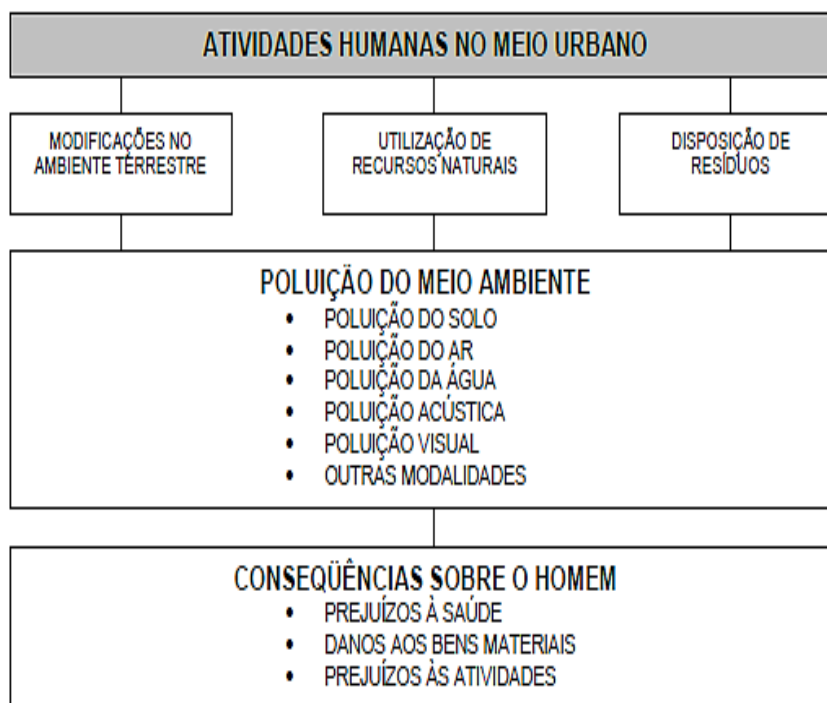 ATIVIDADES HUMANAS NO MEIO URBANO
MODIFICAÇÕES NO
AMBIENTE TERRESTRE
UTILIZAÇÃO DE
RECURSOS NATURAIS
DISPOSIÇÃO DE
RESÍDUOS
POLUIÇÃO DO MEIO AMBIENTE
• POLUIÇÃO DO SOLO
• POLUIÇÃO DO AR
• POLUIÇÃO DA ÁGUA
• POLUIÇÃO ACÚSTICA
• POLUIÇÃO VISUAL
• OUTRAS MODALIDADES
CONSEQÜÊNCIAS SOBRE O HOMEM
• PREJUÍZOS À SAÚDE
• DANOS AOS BENS MATERIAIS
• PREJUÍZOS ÀS ATIVIDADES